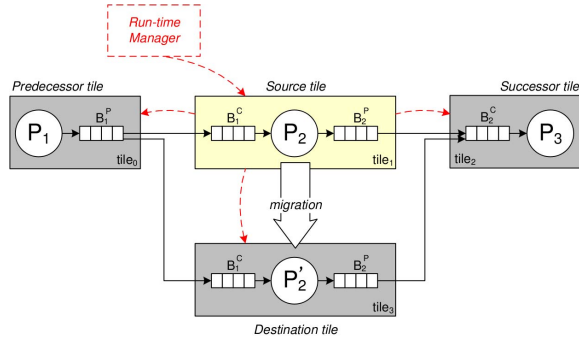 Run-time
Manager
Predecessor tile
Source tile
Successor tile
P1
B1P
tile0
B1C
P2
B2P
tile1
B2C
P3
tile2
migration
B1C
P2'
B2P
tile3
Destination tile